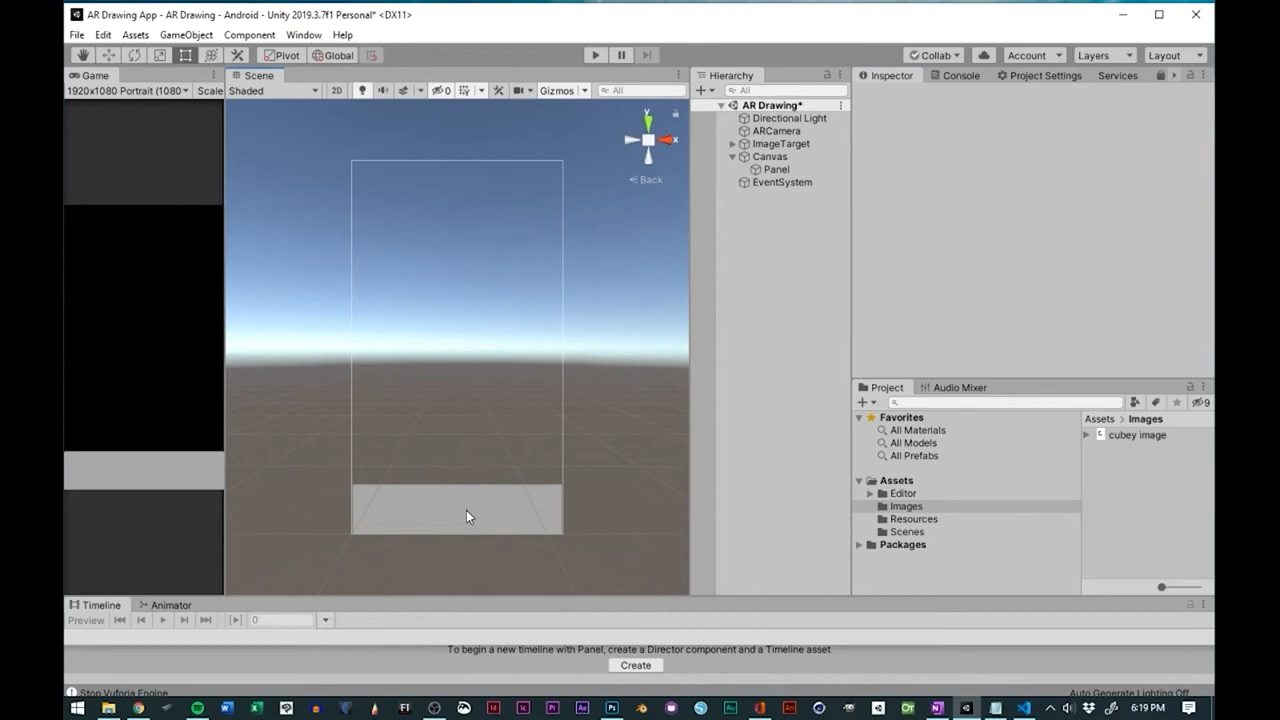 AR Drawing App - AR Drawing - Android - Unity 2019.3.7f1 Personal* <DX11>
File Edit Assets GameObject Component Window Help
Pivot Global Collab Account Layers Layout
Game Scene Hierarchy Inspector Console Project Settings Services
1920x1080 Portrait (1080 Scale Shaded 2D 0 Gizmos All All
AR Drawing*
Directional Light
ARCamera
ImageTarget
Canvas
Panel
EventSystem
y
x
Back
Project Audio Mixer
9
Favorites
All Materials
All Models
All Prefabs
Assets
Editor
Images
Resources
Scenes
Packages
Assets > Images
cubey image
Timeline Animator
Preview 0
To begin a new timeline with Panel, create a Director component and a Timeline asset
Create
Stop Vuforia Engine Auto Generate Lighting Off
6:19 PM